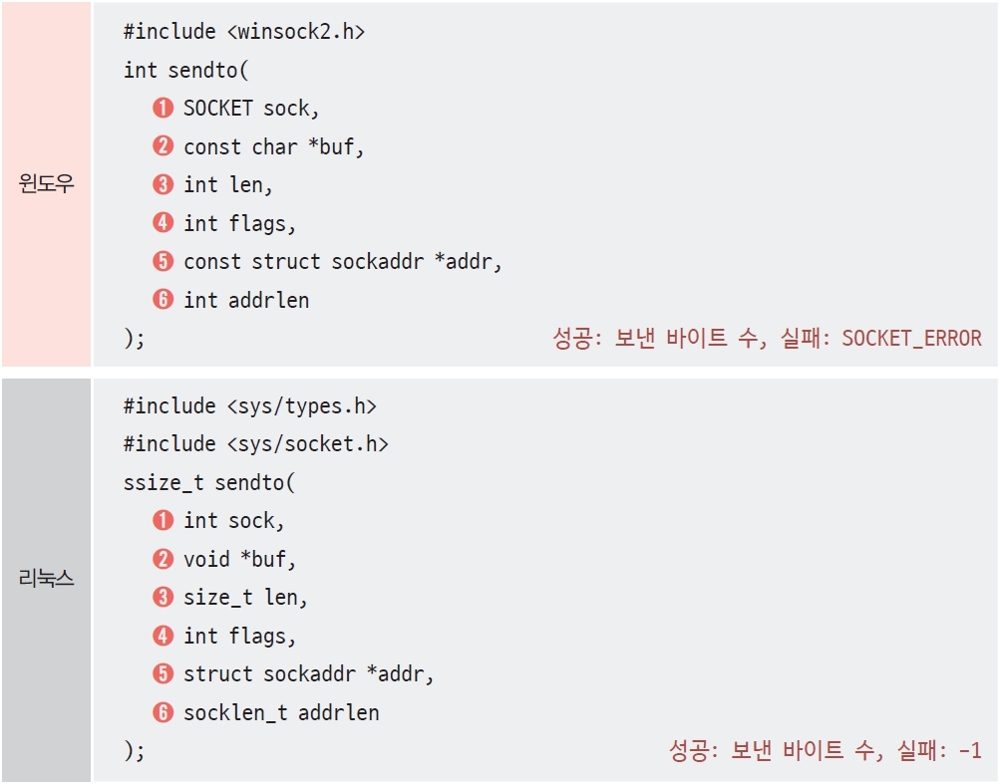 윈도우
#include <winsock2.h>
int sendto(
❶ SOCKET sock,
❷ const char *buf,
❸ int len,
❹ int flags,
❺ const struct sockaddr *addr,
❻ int addrlen
); 성공: 보낸 바이트 수, 실패: SOCKET_ERROR
리눅스
#include <sys/types.h>
#include <sys/socket.h>
ssize_t sendto(
❶ int sock,
❷ void *buf,
❸ size_t len,
❹ int flags,
❺ struct sockaddr *addr,
❻ socklen_t addrlen
); 성공: 보낸 바이트 수, 실패: -1